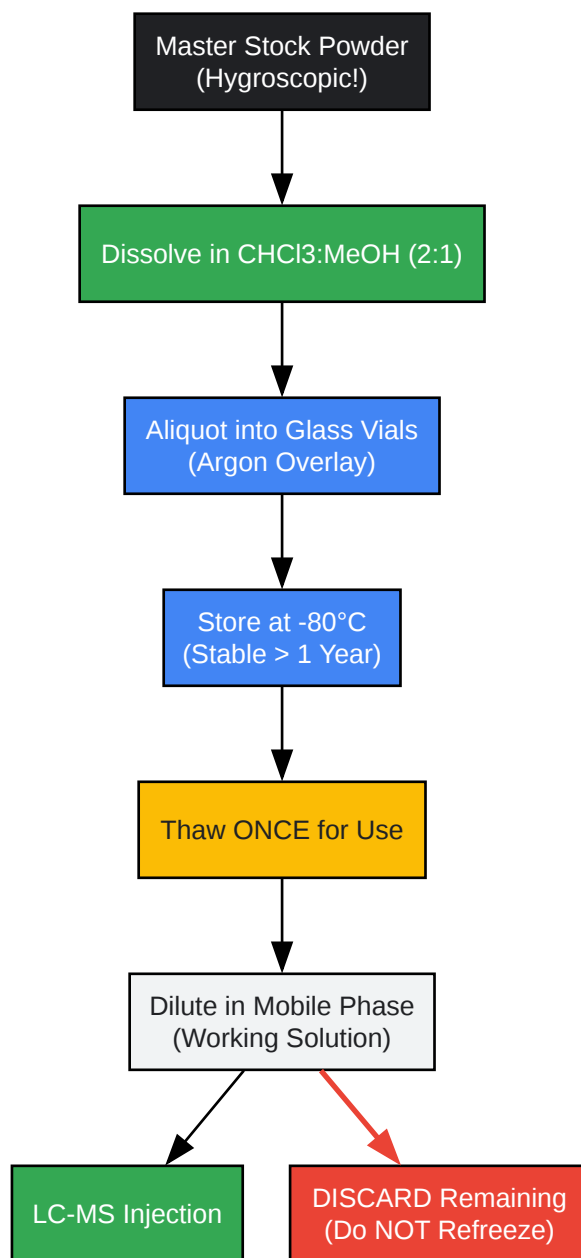 Master Stock Powder
(Hygroscopic!)
Dissolve in CHCl3:MeOH (2:1)
Aliquot into Glass Vials
(Argon Overlay)
Store at -80°C
(Stable > 1 Year)
Thaw ONCE for Use
Dilute in Mobile Phase
(Working Solution)
LC-MS Injection
DISCARD Remaining
(Do NOT Refreeze)